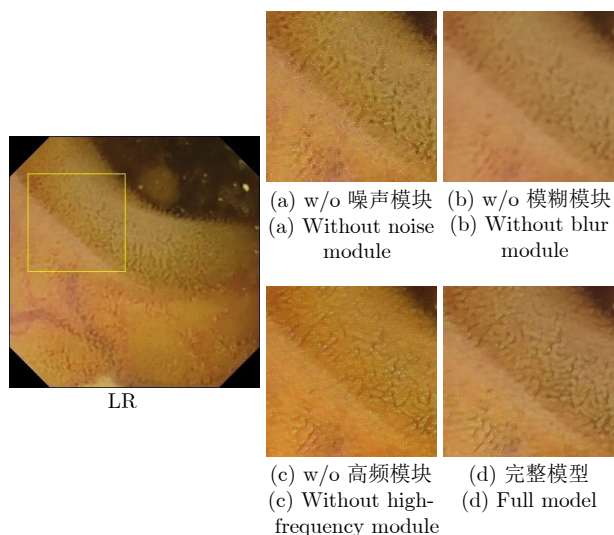 LR
(a) w/o 噪声模块
(a) Without noise
module
(b) w/o 模糊模块
(b) Without blur
module
(c) w/o 高频模块
(c) Without high-
frequency module
(d) 完整模型
(d) Full model